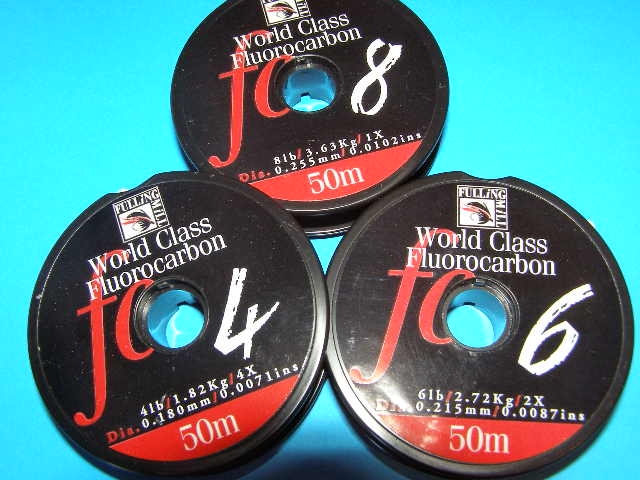 FULLiNG MiLL
World Class
Fluorocarbon
fc 8
8lb/3.63Kg/1X
Dia. 0.255mm/0.0102ins
50m
FULLiNG MiLL
World Class
Fluorocarbon
fc 4
4lb/1.82Kg/4X
Dia. 0.180mm/0.0071ins
50m
FULLiNG MiLL
World Class
Fluorocarbon
fc 6
6lb/2.72Kg/2X
Dia. 0.215mm/0.0087ins
50m